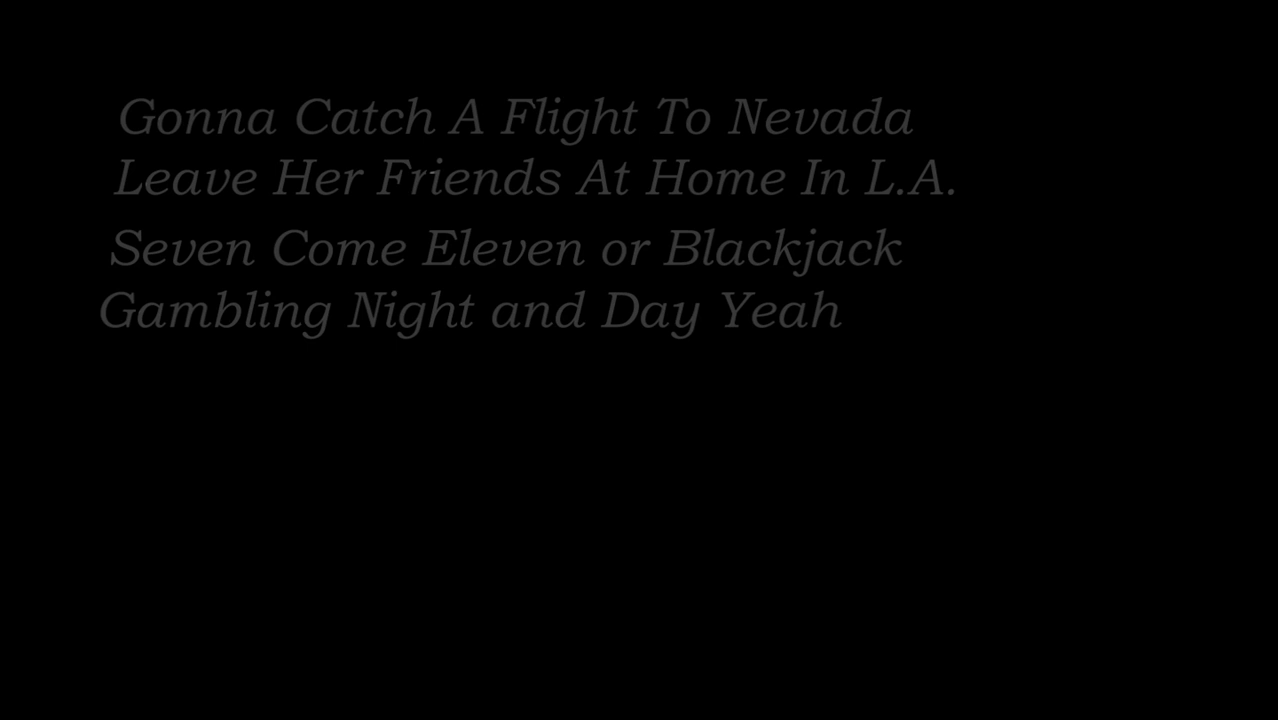 Gonna Catch A Flight To Nevada
Leave Her Friends At Home In L.A.
Seven Come Eleven or Blackjack
Gambling Night and Day Yeah